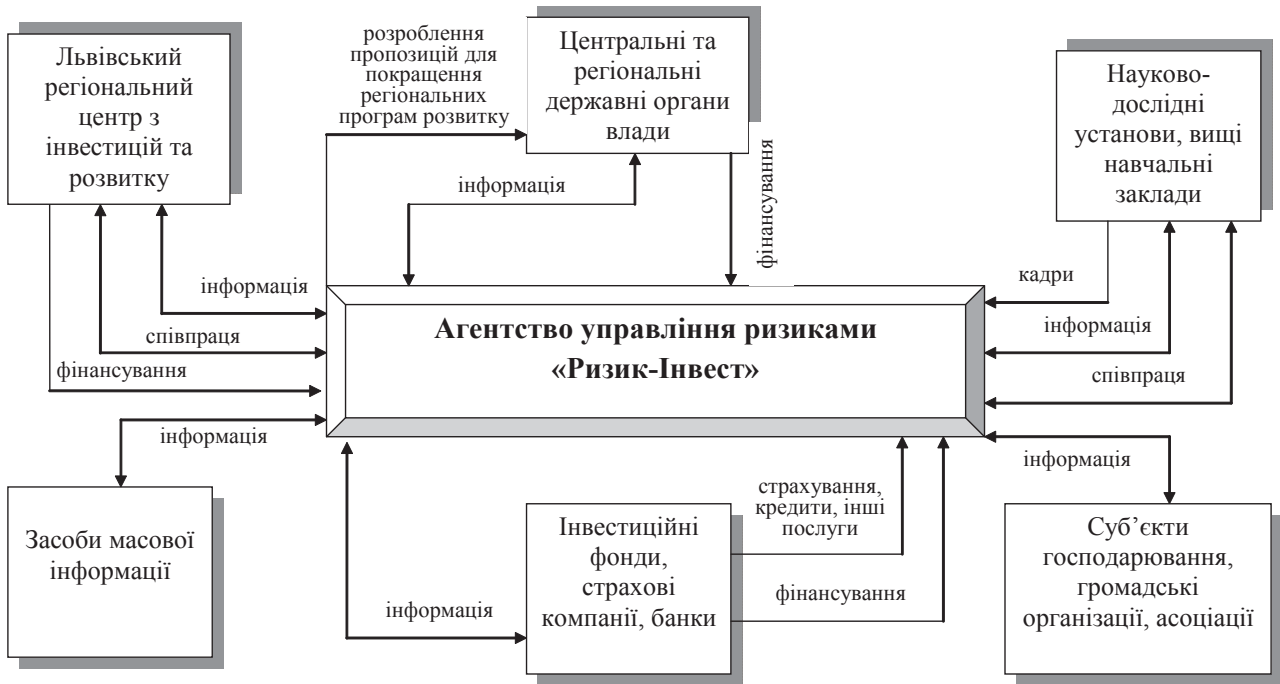 Львівський
регіональний
центр з
інвестицій та
розвитку
розроблення
пропозицій для
покращення
регіональних
програм розвитку
Центральні та
регіональні
державні органи
влади
Науково-
дослідні
установи, вищі
навчальні
заклади
інформація
фінансування
інформація
співпраця
фінансування
кадри
інформація
співпраця
Агентство управління ризиками
«Ризик-Інвест»
інформація
інформація
Засоби масової
інформації
інформація
Інвестиційні
фонди,
страхові
компанії, банки
страхування,
кредити, інші
послуги
фінансування
Суб’єкти
господарювання,
громадські
організації, асоціації